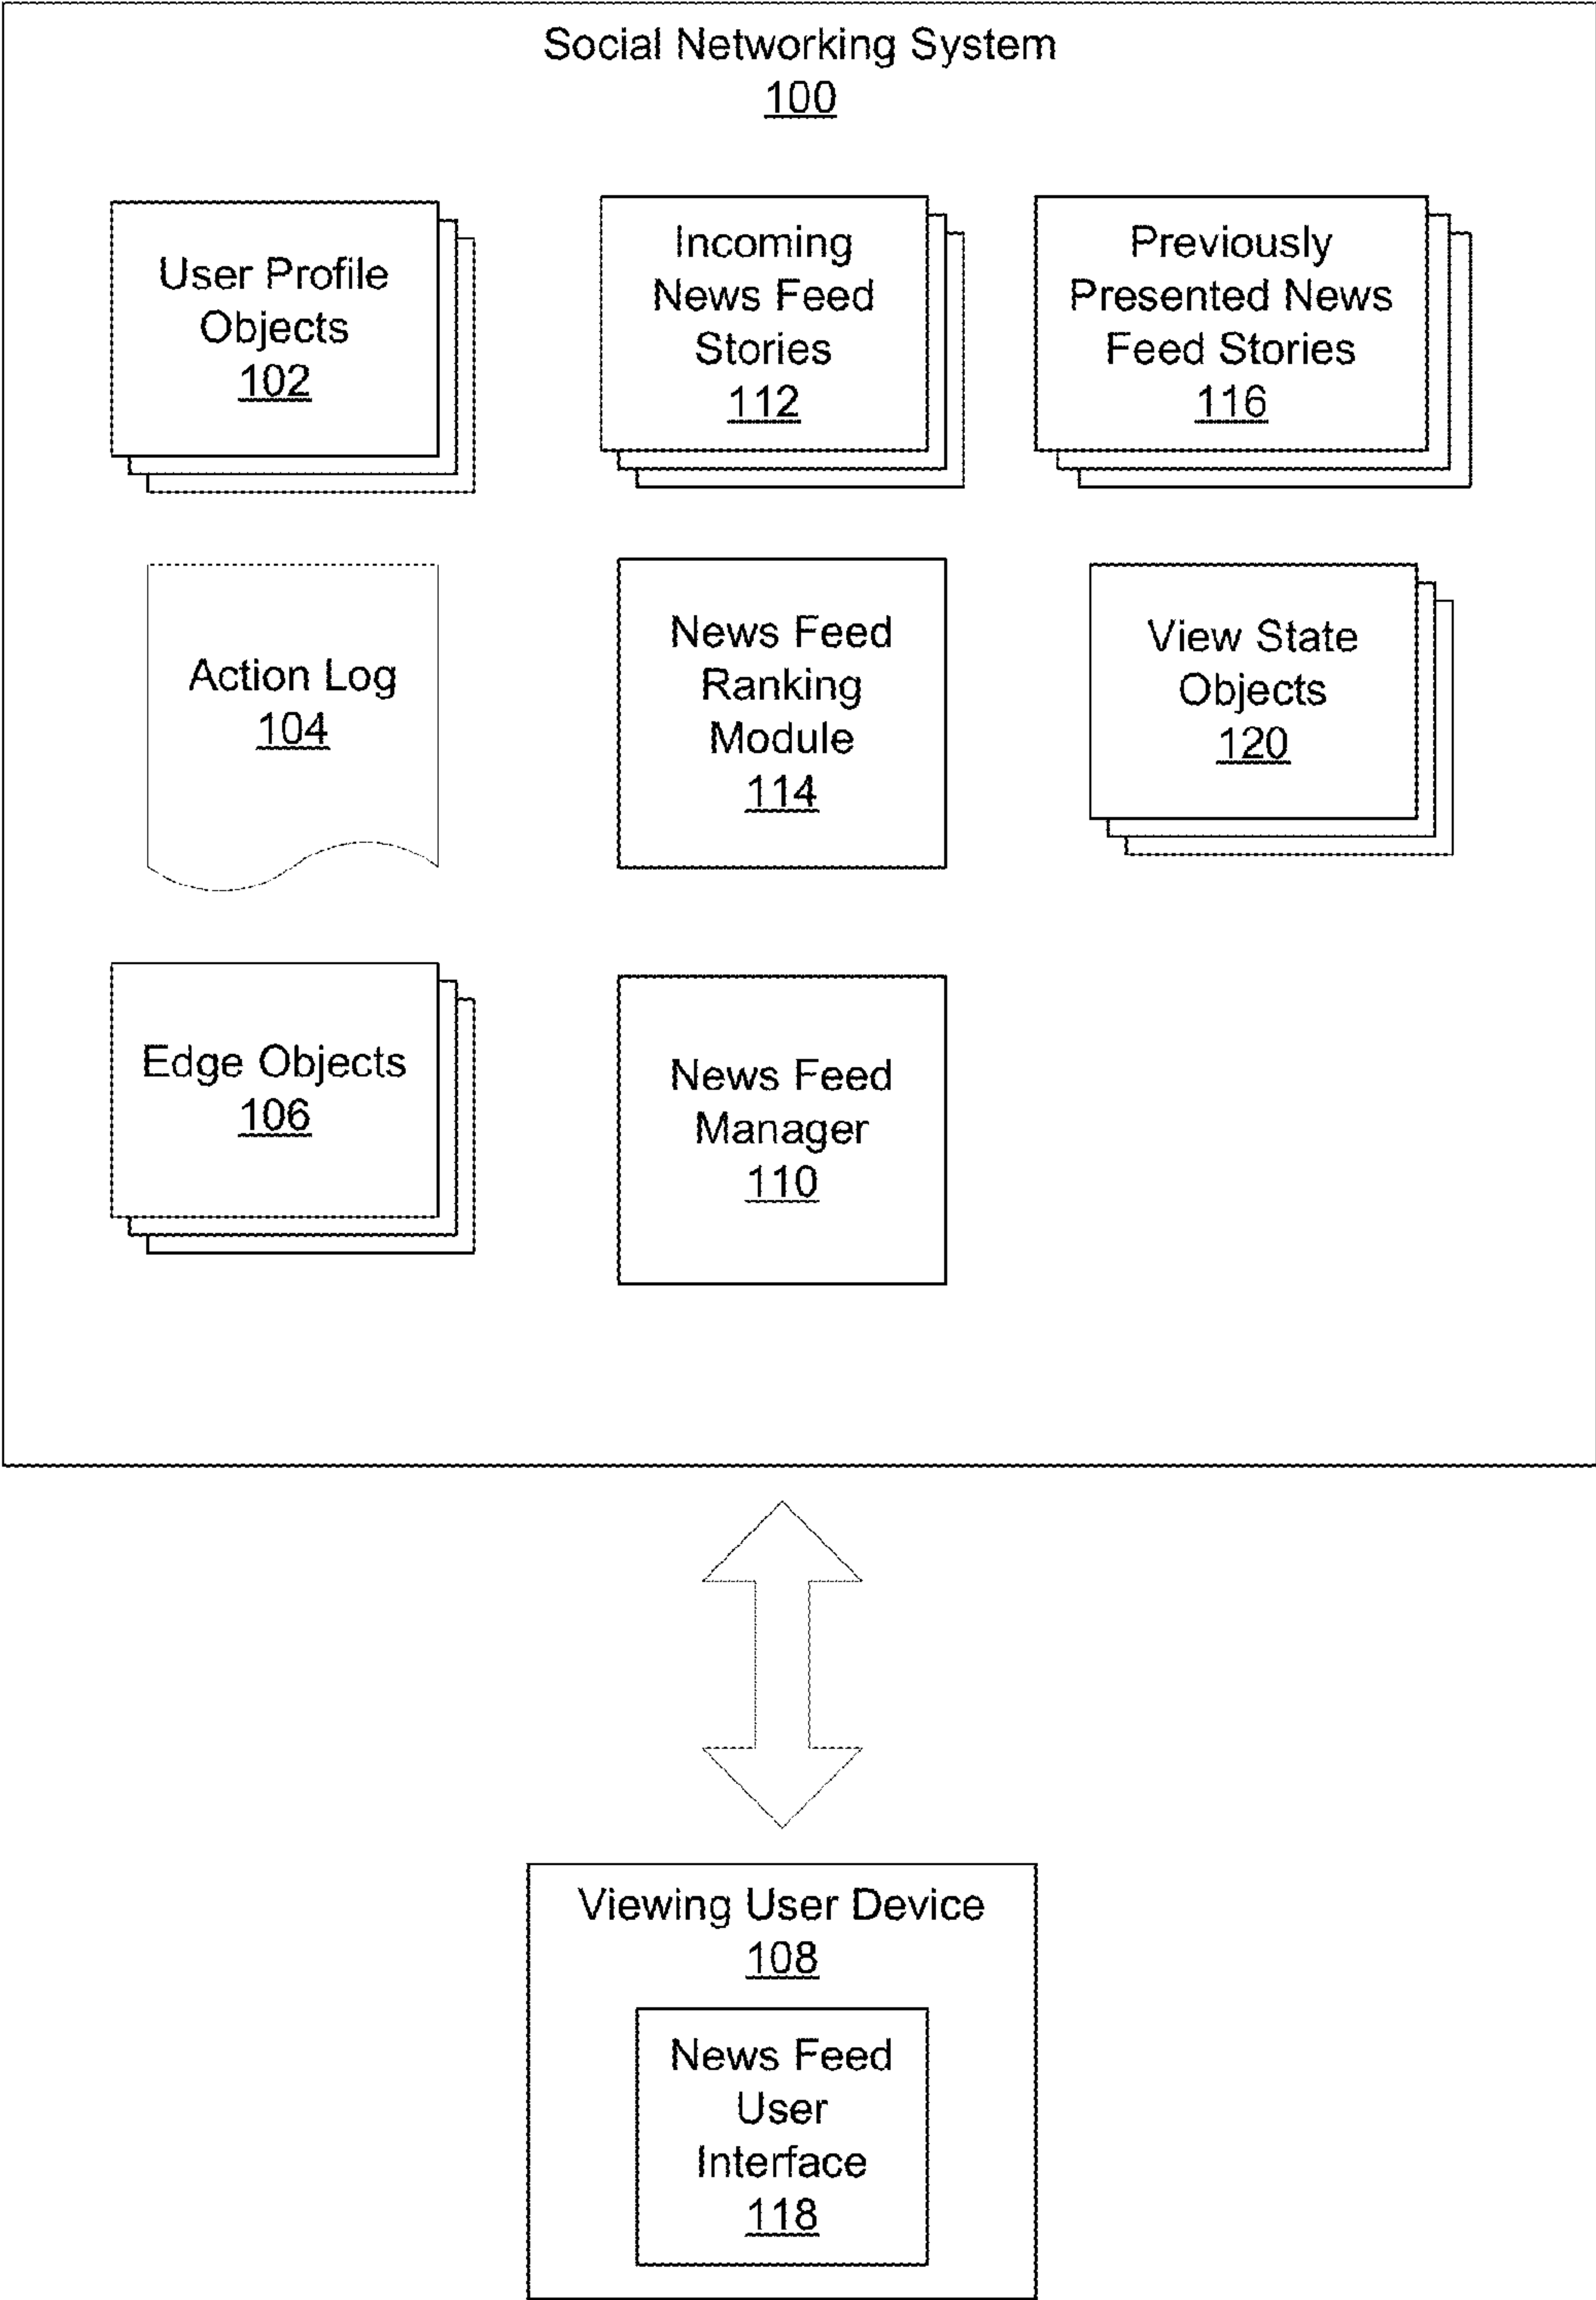 Social Networking System
100
User Profile
Objects
102
Incoming
News Feed
Stories
112
Previously
Presented News
Feed Stories
116
Action Log
104
News Feed
Ranking
Module
114
View State
Objects
120
Edge Objects
106
News Feed
Manager
110
Viewing User Device
108
News Feed
User
Interface
118